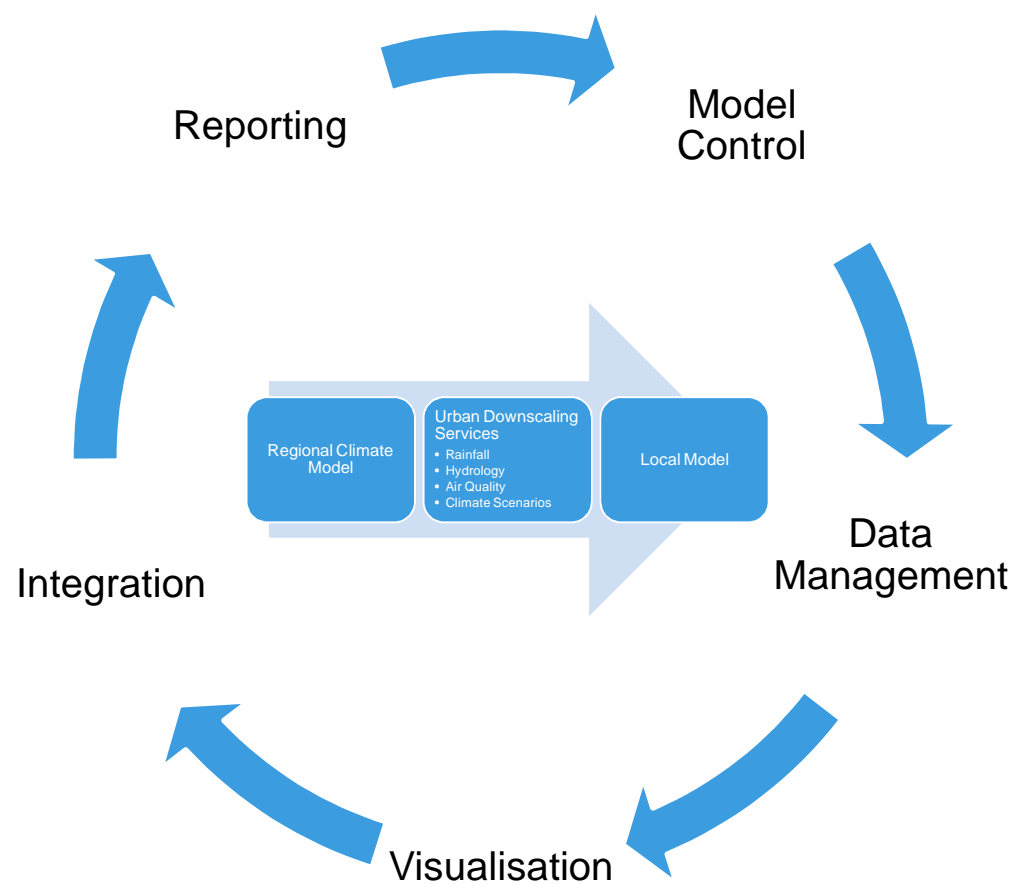 Reporting
Model
Control
Regional Climate
Model
Urban Downscaling
Services
• Rainfall
• Hydrology
• Air Quality
• Climate Scenarios
Local Model
Data
Management
Integration
Visualisation